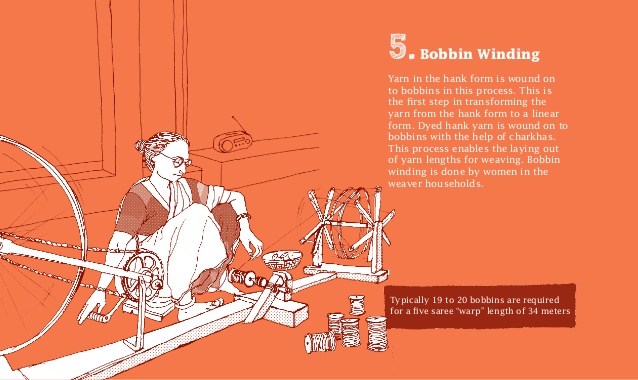 5. Bobbin Winding
Yarn in the hank form is wound on
to bobbins in this process. This is
the first step in transforming the
yarn from the hank form to a linear
form. Dyed hank yarn is wound on to
bobbins with the help of charkhas.
This process enables the laying out
of yarn lengths for weaving. Bobbin
winding is done by women in the
weaver households.
Typically 19 to 20 bobbins are required
for a five saree “warp” length of 34 meters